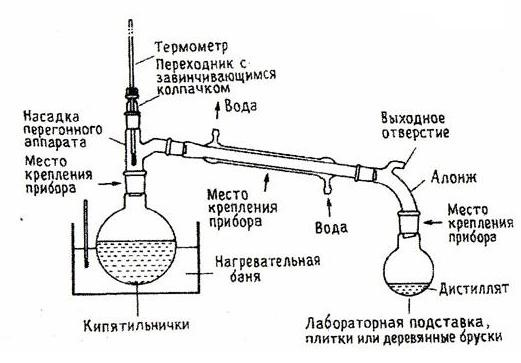 Термометр
Переходник с
завинчивающимся
колпачком
Вода
Насадка
перегонного
аппарата
Выходное
отверстие
Место
крепления
прибора
Алонж
Место
крепления
прибора
Вода
Место
крепления
прибора
Нагревательная
баня
Дистиллят
Кипятильнички
Лабораторная подставка,
плитки или деревянные бруски